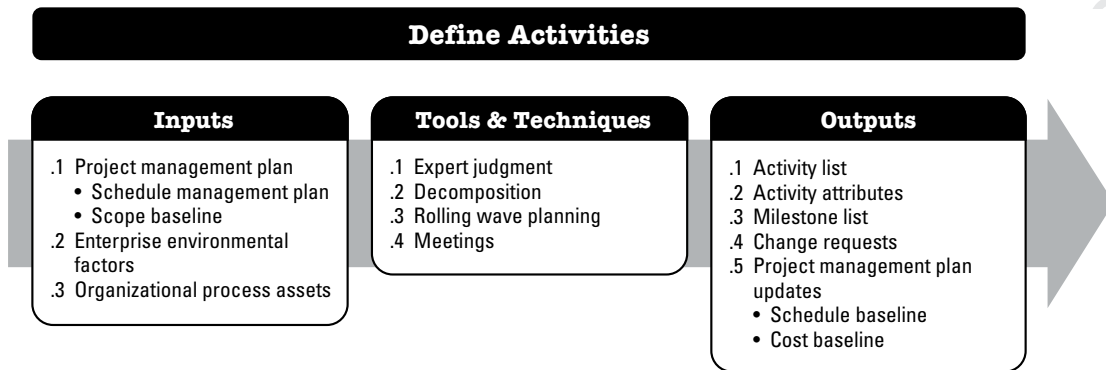 Define Activities
Inputs
.1 Project management plan
• Schedule management plan
• Scope baseline
.2 Enterprise environmental
factors
.3 Organizational process assets
Tools & Techniques
.1 Expert judgment
.2 Decomposition
.3 Rolling wave planning
.4 Meetings
Outputs
.1 Activity list
.2 Activity attributes
.3 Milestone list
.4 Change requests
.5 Project management plan
updates
• Schedule baseline
• Cost baseline